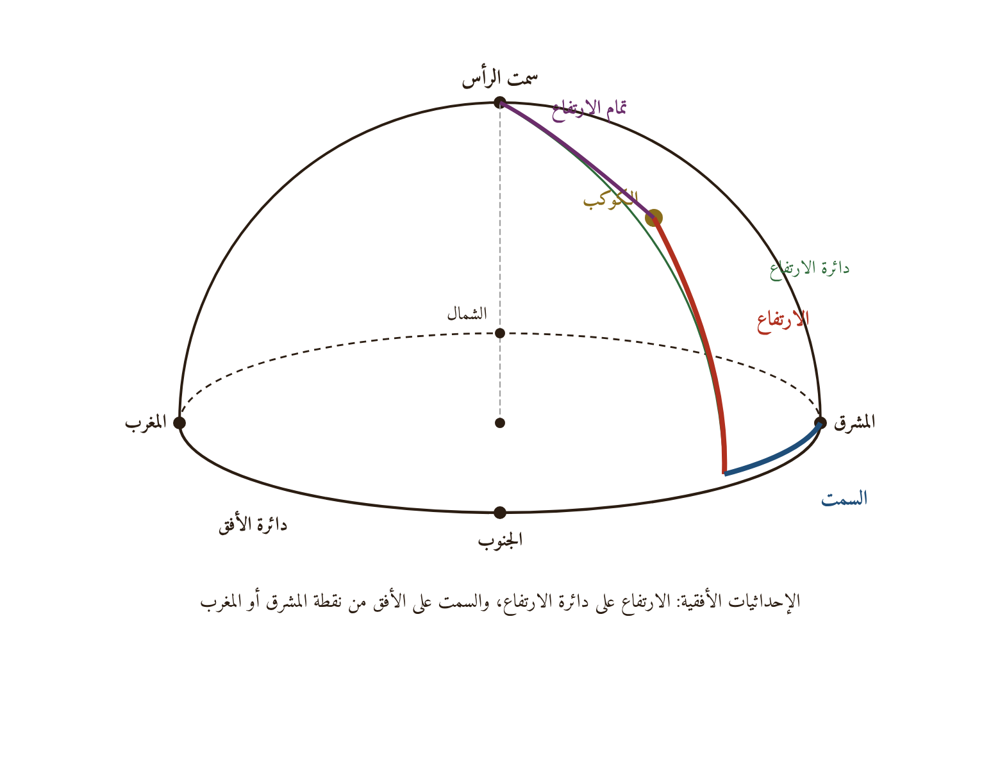 سمت الرأس
تمام الارتفاع
الكوكب
دائرة الارتفاع
الشمال
الارتفاع
المشرق
المغرب
السمت
دائرة الأفق
الجنوب
الإحداثيات الأفقية: الارتفاع على دائرة الارتفاع، والسمت على الأفق من نقطة المشرق أو المغرب